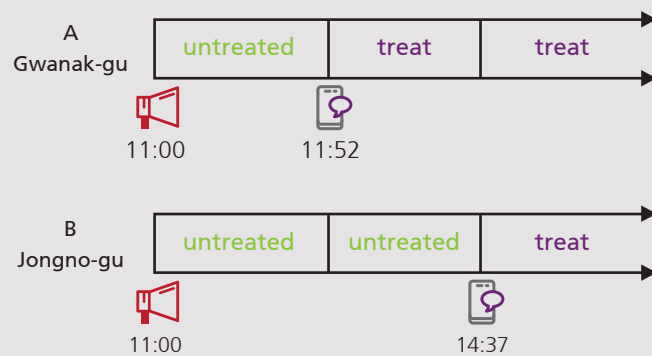 A
Gwanak-gu
untreated
treat
treat
11:00
11:52
B
Jongno-gu
untreated
untreated
treat
11:00
14:37